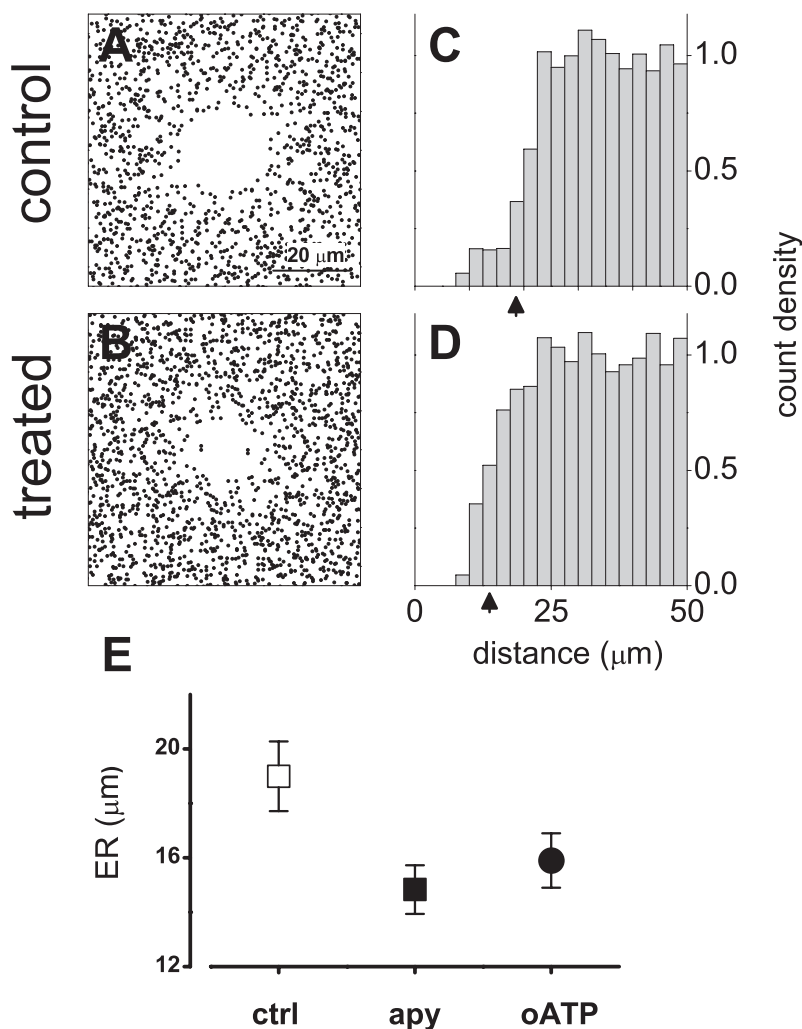 control
A
20 μm
C
1.0
0.5
0.0
treated
B
D
1.0
0.5
0.0
count density
0
25
50
distance (μm)
E
ER (μm)
20
16
12
ctrl
apy
oATP